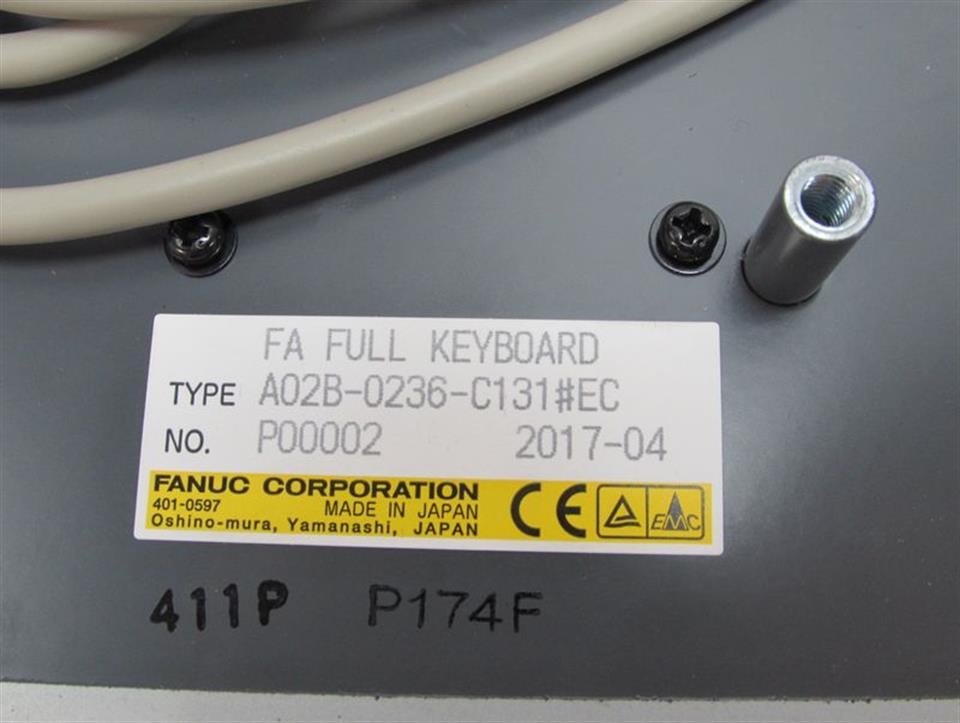 FA FULL KEYBOARD
TYPE A02B-0236-C131#EC
NO. P00002 2017-04
FANUC CORPORATION
401-0597 MADE IN JAPAN
Oshino-mura, Yamanashi, JAPAN
CE EMC
411P P174F